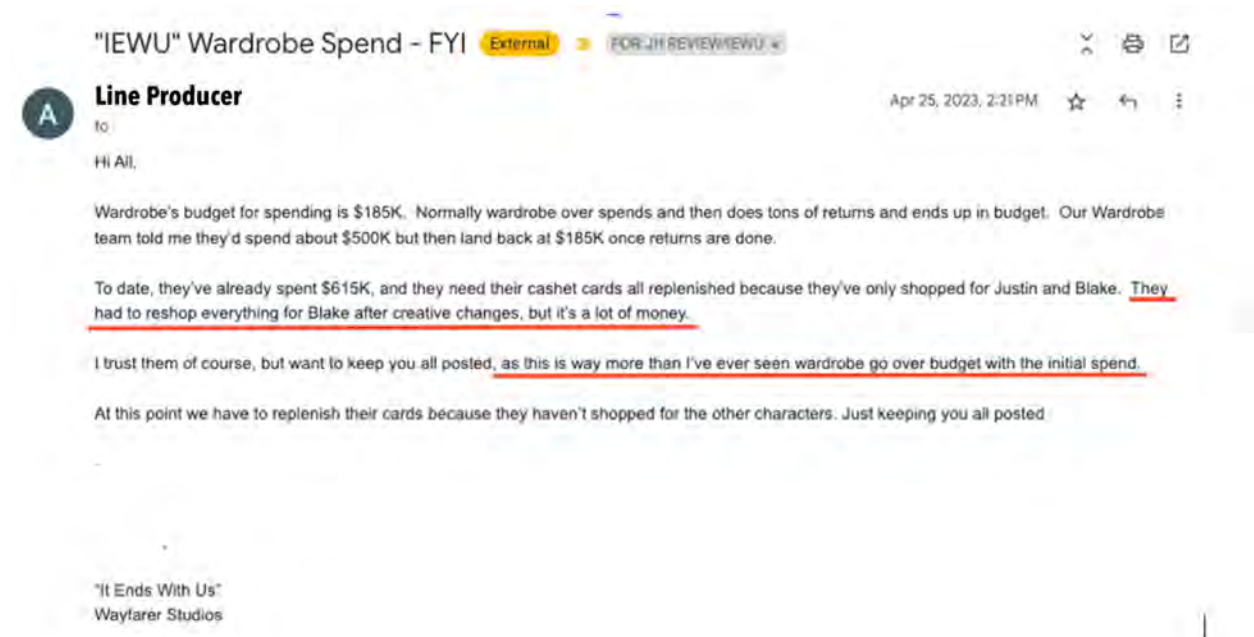 "IEWU" Wardrobe Spend - FYI External FOR JH REVIEW/IEWU ×
A
Line Producer
Apr 25, 2023, 2:21 PM
to
Hi All,
Wardrobe's budget for spending is $185K. Normally wardrobe over spends and then does tons of returns and ends up in budget. Our Wardrobe
team told me they'd spend about $500K but then land back at $185K once returns are done.
To date, they've already spent $615K, and they need their cashet cards all replenished because they've only shopped for Justin and Blake. They
had to reshop everything for Blake after creative changes, but it's a lot of money.
I trust them of course, but want to keep you all posted, as this is way more than I've ever seen wardrobe go over budget with the initial spend.
At this point we have to replenish their cards because they haven't shopped for the other characters. Just keeping you all posted
"It Ends With Us"
Wayfarer Studios